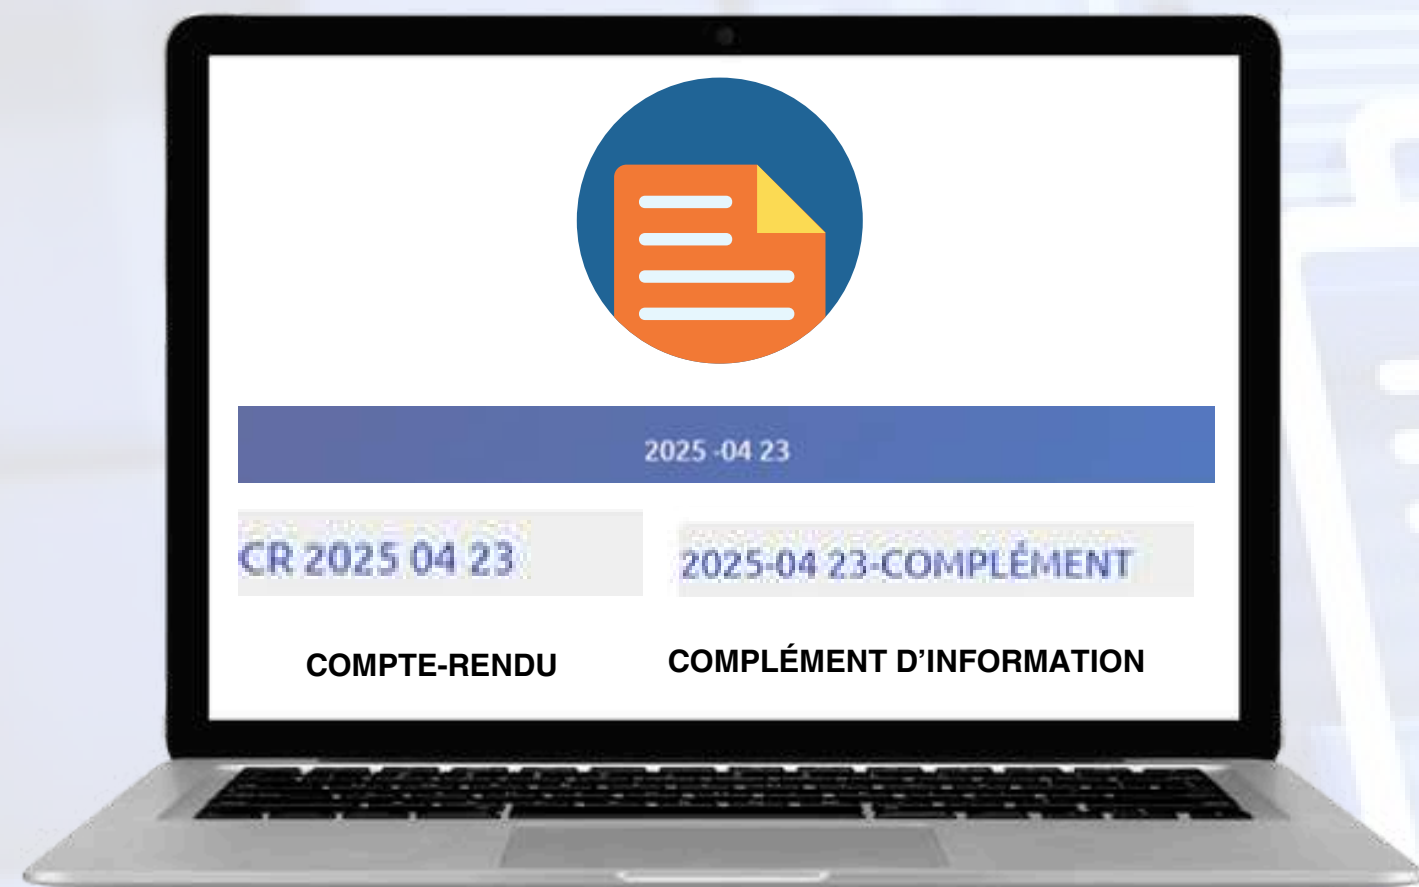 2025 -04 23
CR 2025 04 23
2025-04 23-COMPLÉMENT
COMPTE-RENDU
COMPLÉMENT D’INFORMATION